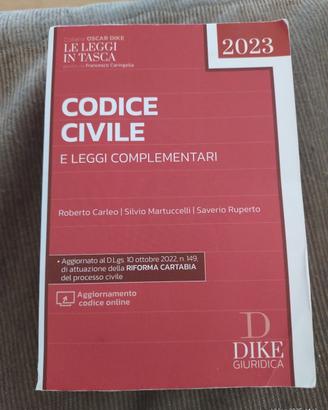 Collana OSCAR DIKE
LE LEGGI
IN TASCA
diretta da Francesco Caringella
2023
CODICE
CIVILE
E LEGGI COMPLEMENTARI
Roberto Carleo | Silvio Martuccelli | Saverio Ruperto
• Aggiornato al D.Lgs. 10 ottobre 2022, n. 149,
di attuazione della RIFORMA CARTABIA
del processo civile
Aggiornamento
codice online
D
DIKE
GIURIDICA